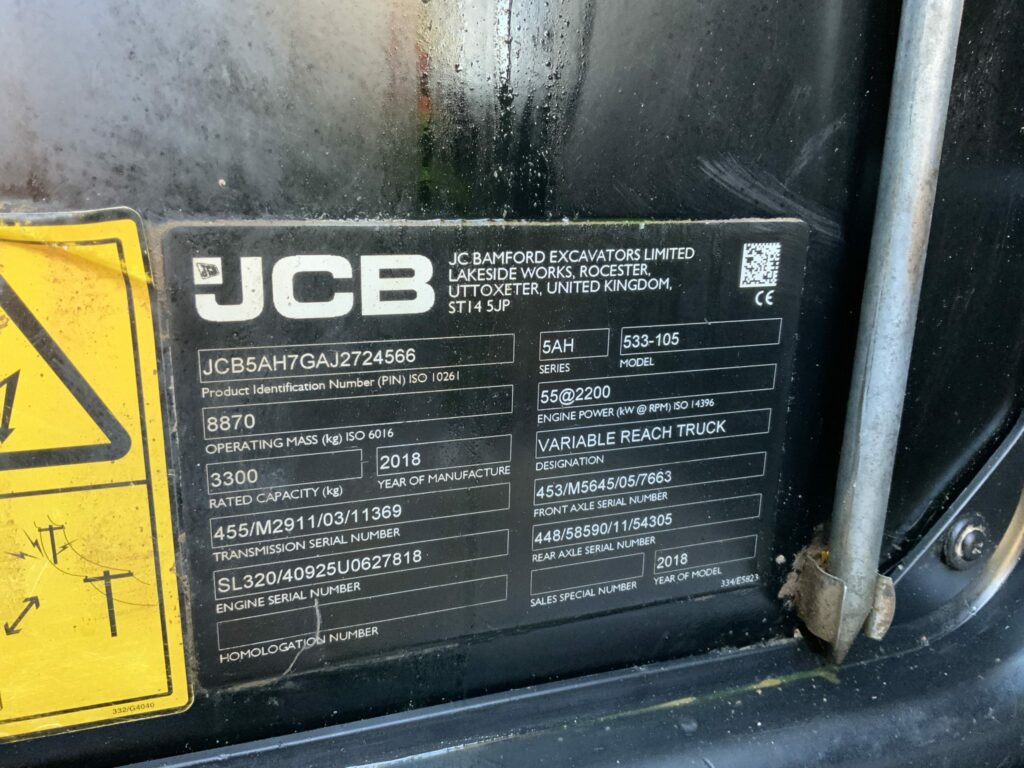 JCB
JC BAMFORD EXCAVATORS LIMITED
LAKESIDE WORKS, ROCESTER,
UTTOXETER, UNITED KINGDOM,
ST14 5JP
CE
JCB5AH7GAJ2724566
Product Identification Number (PIN) ISO 10261
8870
OPERATING MASS (kg) ISO 6016
3300
RATED CAPACITY (kg)
2018
YEAR OF MANUFACTURE
455/M2911/03/11369
TRANSMISSION SERIAL NUMBER
SL320/40925U0627818
ENGINE SERIAL NUMBER
HOMOLOGATION NUMBER
5AH
SERIES
533-105
MODEL
55@2200
ENGINE POWER (kW @ RPM) ISO 14396
VARIABLE REACH TRUCK
DESIGNATION
453/M5645/05/7663
FRONT AXLE SERIAL NUMBER
448/58590/11/54305
REAR AXLE SERIAL NUMBER
SALES SPECIAL NUMBER
2018
YEAR OF MODEL
334/E5823
332/G4040